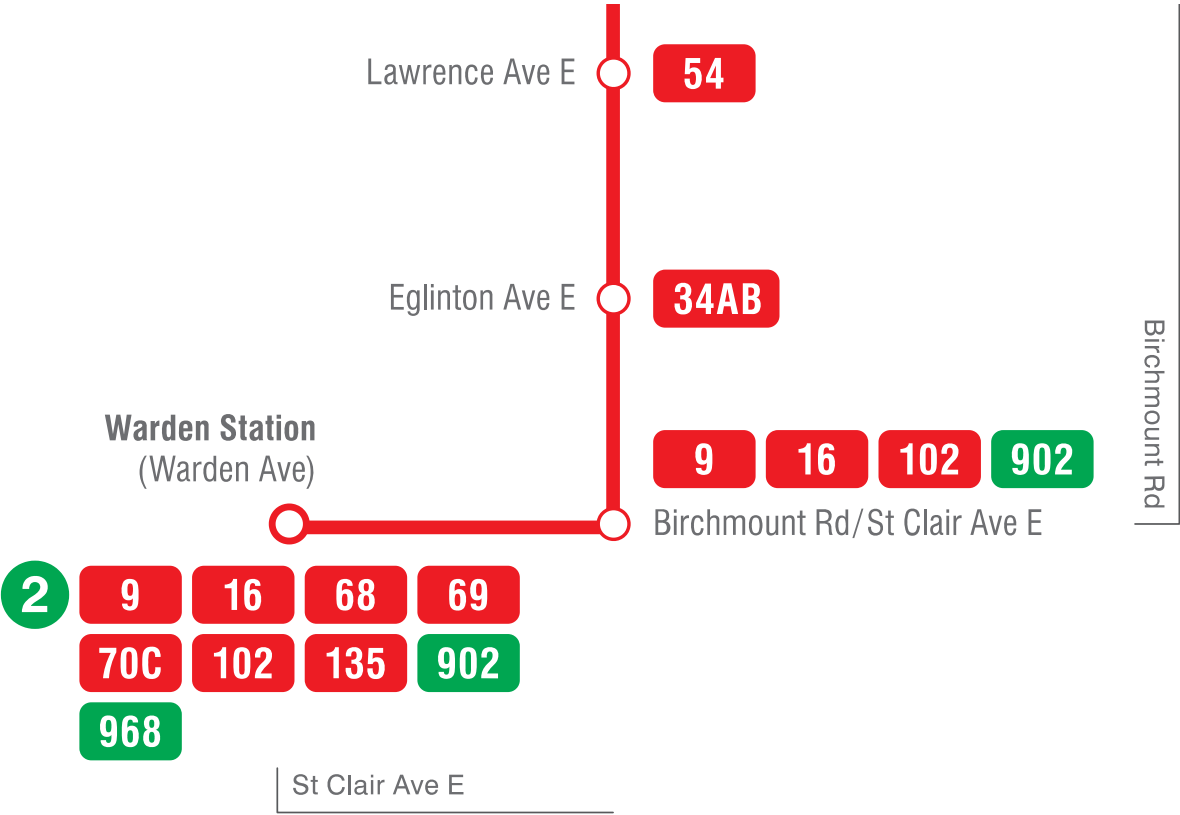 Lawrence Ave E 54
Eglinton Ave E 34AB
Birchmount Rd
Warden Station
(Warden Ave)
9 16 102 902
Birchmount Rd/St Clair Ave E
2 9 16 68 69
70C 102 135 902
968
St Clair Ave E